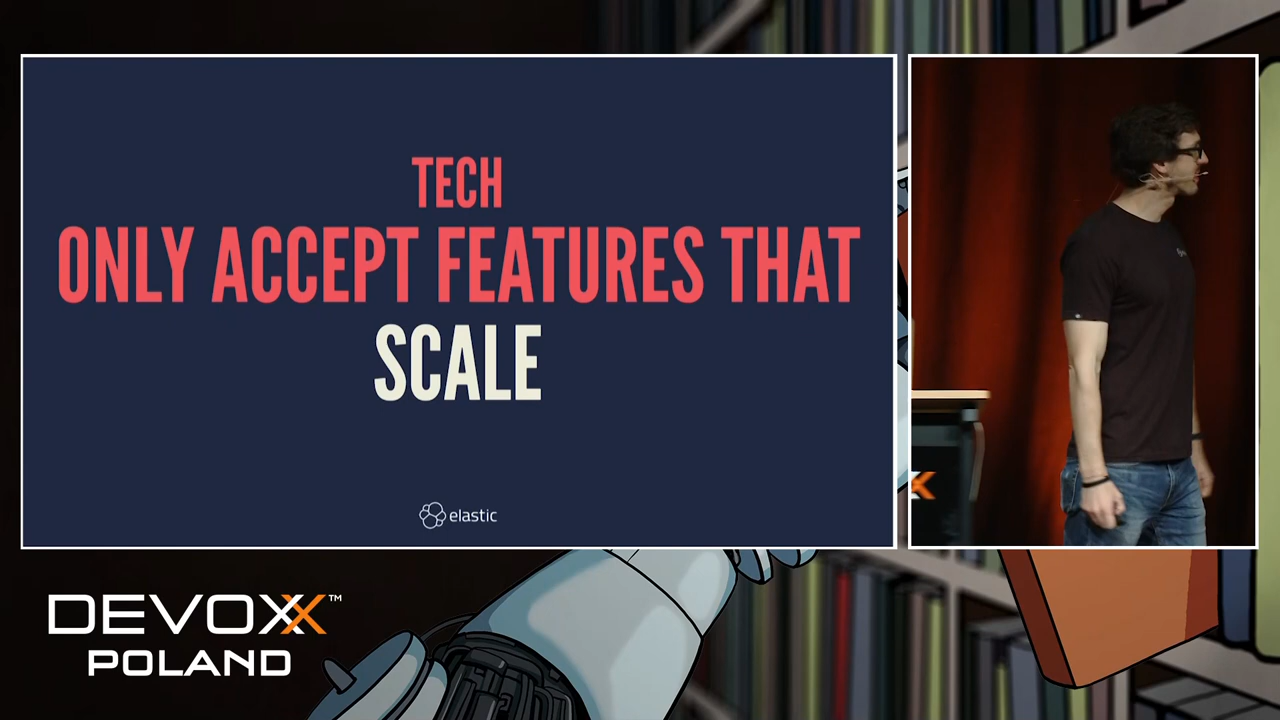 TECH
ONLY ACCEPT FEATURES THAT
SCALE
elastic
DEVOXX™
POLAND